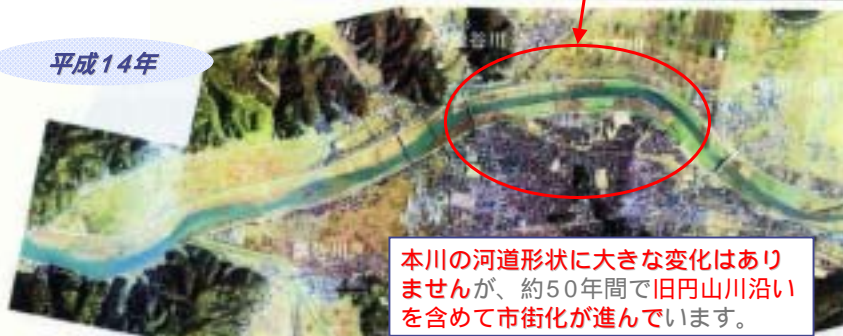 平成14年
谷川
本川の河道形状に大きな変化はあり
ませんが、約50年間で旧円山川沿い
を含めて市街化が進んでいます。